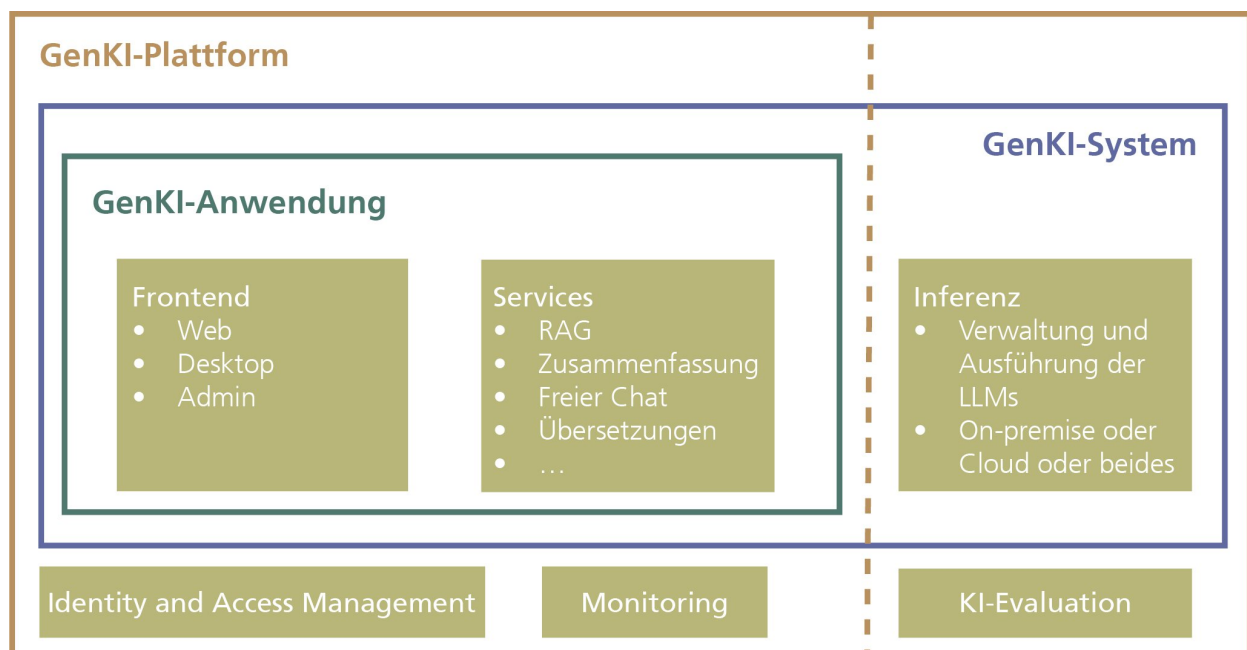 GenKI-Plattform
GenKI-System
GenKI-Anwendung
Frontend
• Web
• Desktop
• Admin
Services
• RAG
• Zusammenfassung
• Freier Chat
• Übersetzungen
• …
Inferenz
• Verwaltung und
Ausführung der
LLMs
• On-premise oder
Cloud oder beides
Identity and Access Management
Monitoring
KI-Evaluation